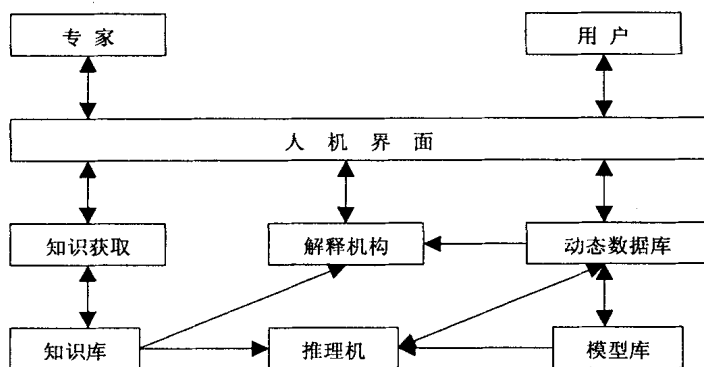 专 家
用 户
人 机 界 面
知识获取
解释机构
动态数据库
知识库
推理机
模型库